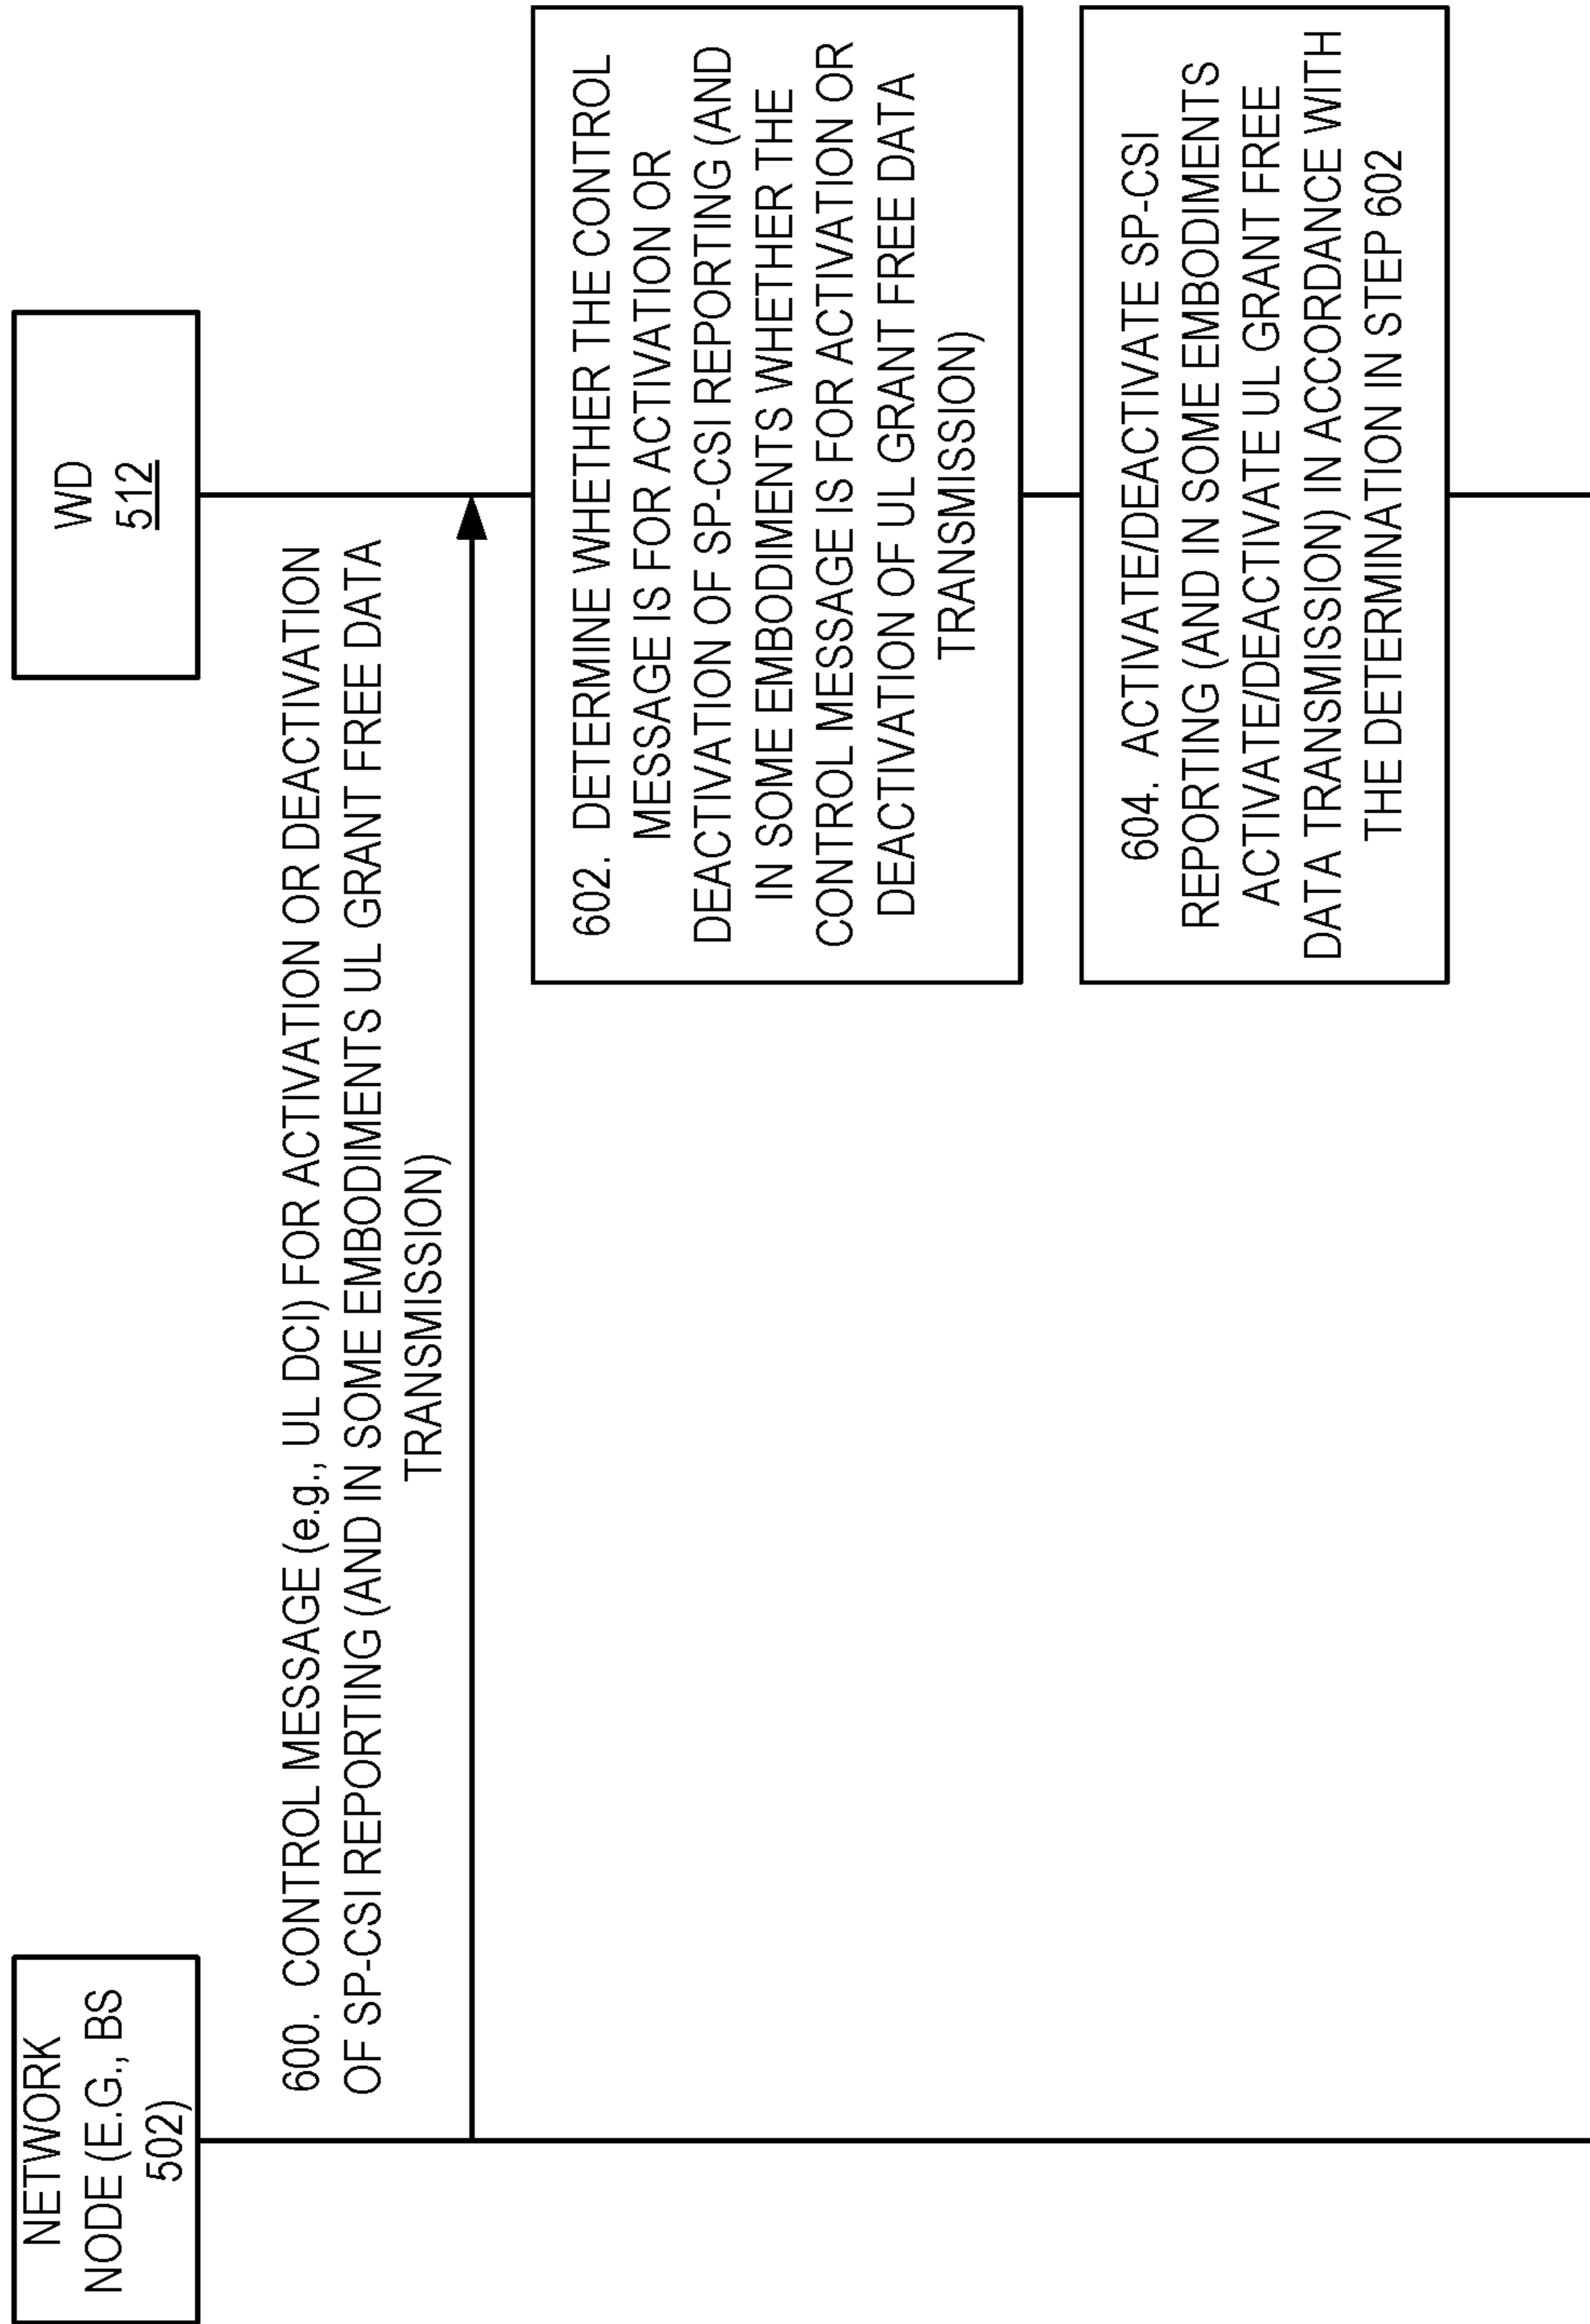 NETWORK
NODE (E.G., BS
502)
WD
512
600. CONTROL MESSAGE (e.g., UL DCI) FOR ACTIVATION OR DEACTIVATION
OF SP-CSI REPORTING (AND IN SOME EMBODIMENTS UL GRANT FREE DATA
TRANSMISSION)
602. DETERMINE WHETHER THE CONTROL
MESSAGE IS FOR ACTIVATION OR
DEACTIVATION OF SP-CSI REPORTING (AND
IN SOME EMBODIMENTS WHETHER THE
CONTROL MESSAGE IS FOR ACTIVATION OR
DEACTIVATION OF UL GRANT FREE DATA
TRANSMISSION)
604. ACTIVATE/DEACTIVATE SP-CSI
REPORTING (AND IN SOME EMBODIMENTS
ACTIVATE/DEACTIVATE UL GRANT FREE
DATA TRANSMISSION) IN ACCORDANCE WITH
THE DETERMINATION IN STEP 602